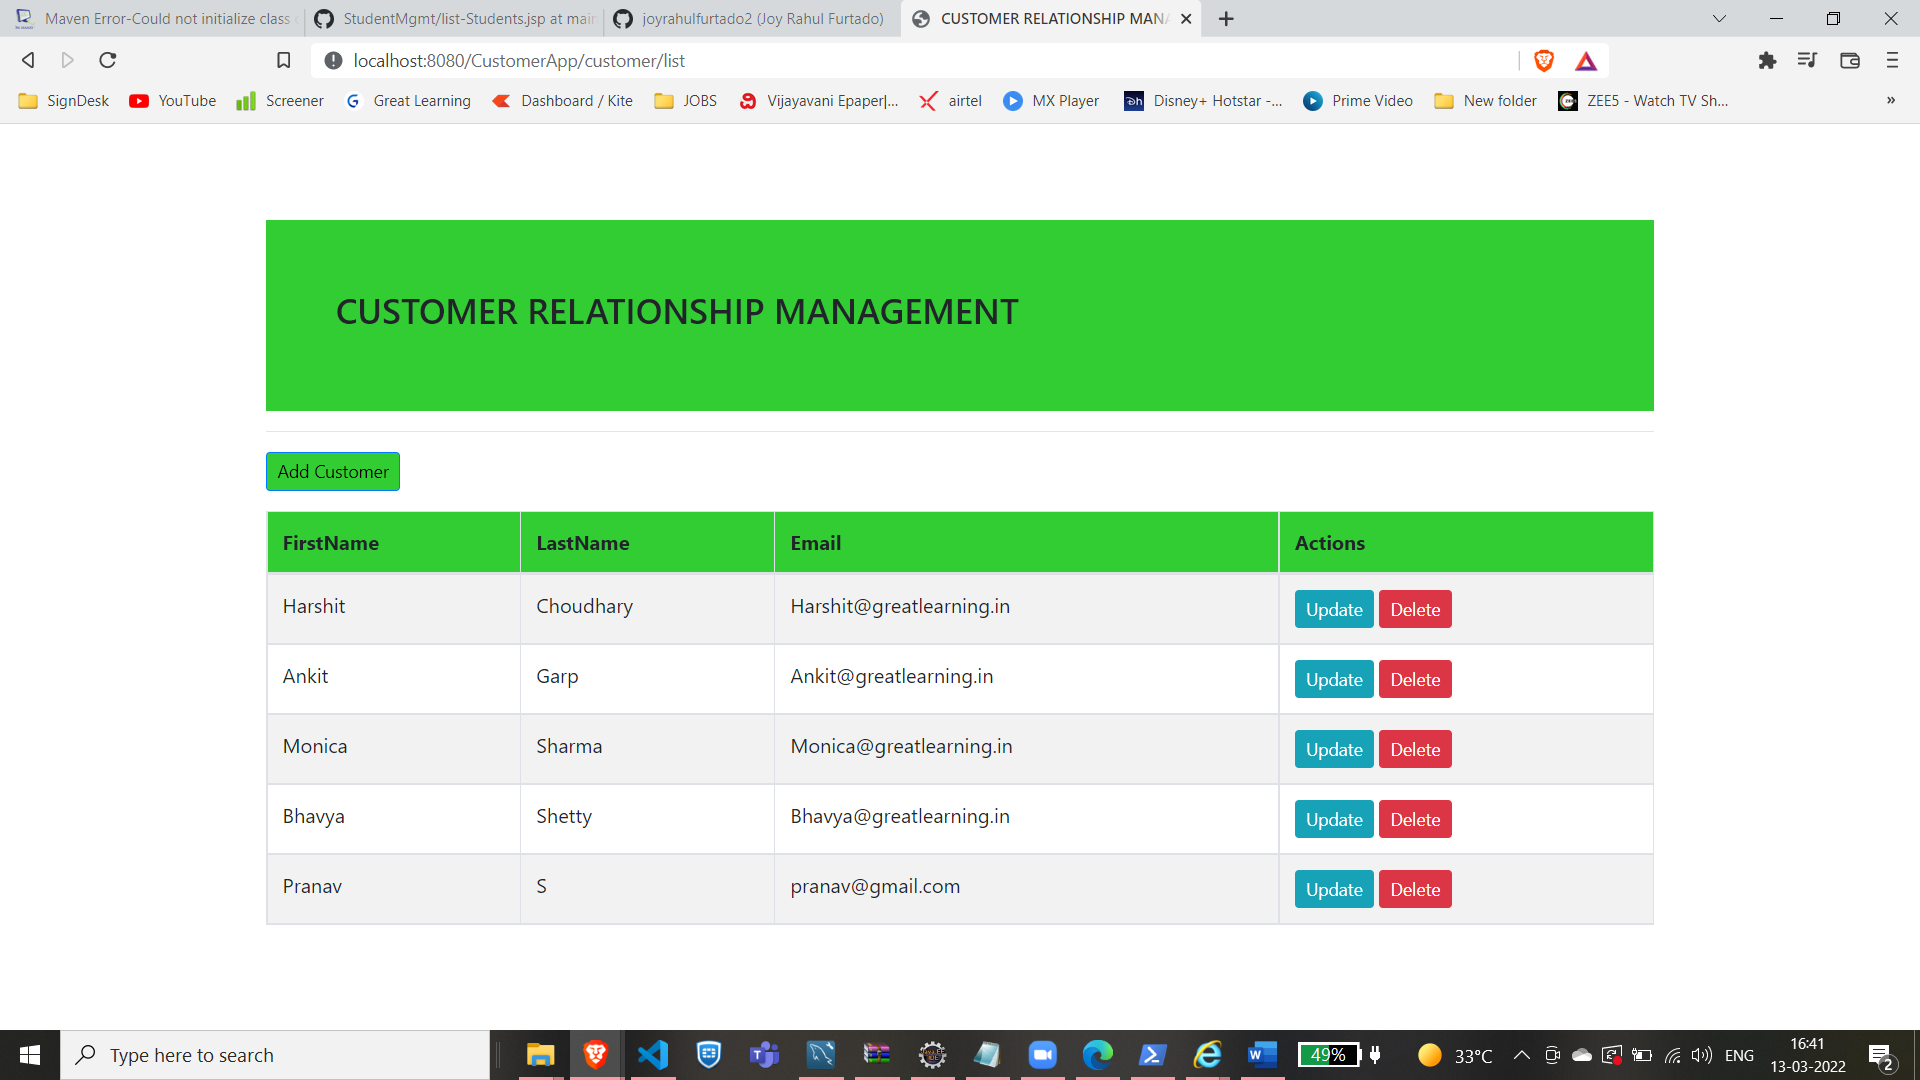 Maven Error-Could not initialize class
StudentMgmt/list-Students.jsp at main
joyrahulfurtado2 (Joy Rahul Furtado)
CUSTOMER RELATIONSHIP MANA
localhost:8080/CustomerApp/customer/list
SignDesk YouTube Screener Great Learning Dashboard / Kite JOBS Vijayavani Epaper|... airtel MX Player Disney+ Hotstar -... Prime Video New folder ZEE5 - Watch TV Sh... »
CUSTOMER RELATIONSHIP MANAGEMENT
Add Customer
FirstName LastName Email Actions
Harshit Choudhary Harshit@greatlearning.in Update Delete
Ankit Garp Ankit@greatlearning.in Update Delete
Monica Sharma Monica@greatlearning.in Update Delete
Bhavya Shetty Bhavya@greatlearning.in Update Delete
Pranav S pranav@gmail.com Update Delete
Type here to search
49%
33°C
ENG
16:41
13-03-2022
2